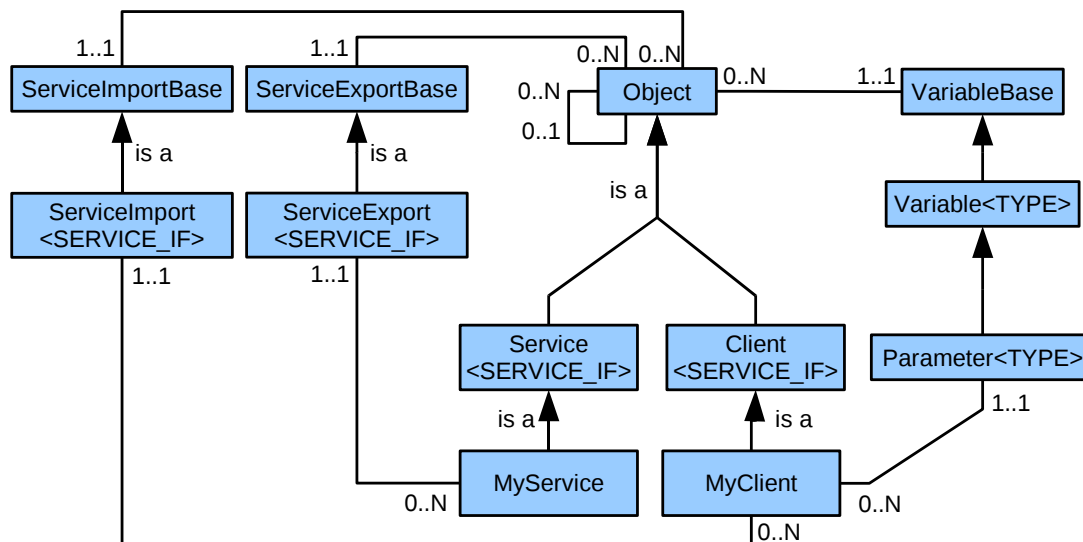 1..1
1..1
0..N
0..N
ServiceImportBase
ServiceExportBase
Object
0..N
1..1
VariableBase
0..N
0..1
is a
is a
is a
ServiceImport
<SERVICE_IF>
ServiceExport
<SERVICE_IF>
Variable<TYPE>
1..1
1..1
Service
<SERVICE_IF>
Client
<SERVICE_IF>
Parameter<TYPE>
1..1
is a
is a
MyService
MyClient
0..N
0..N
0..N